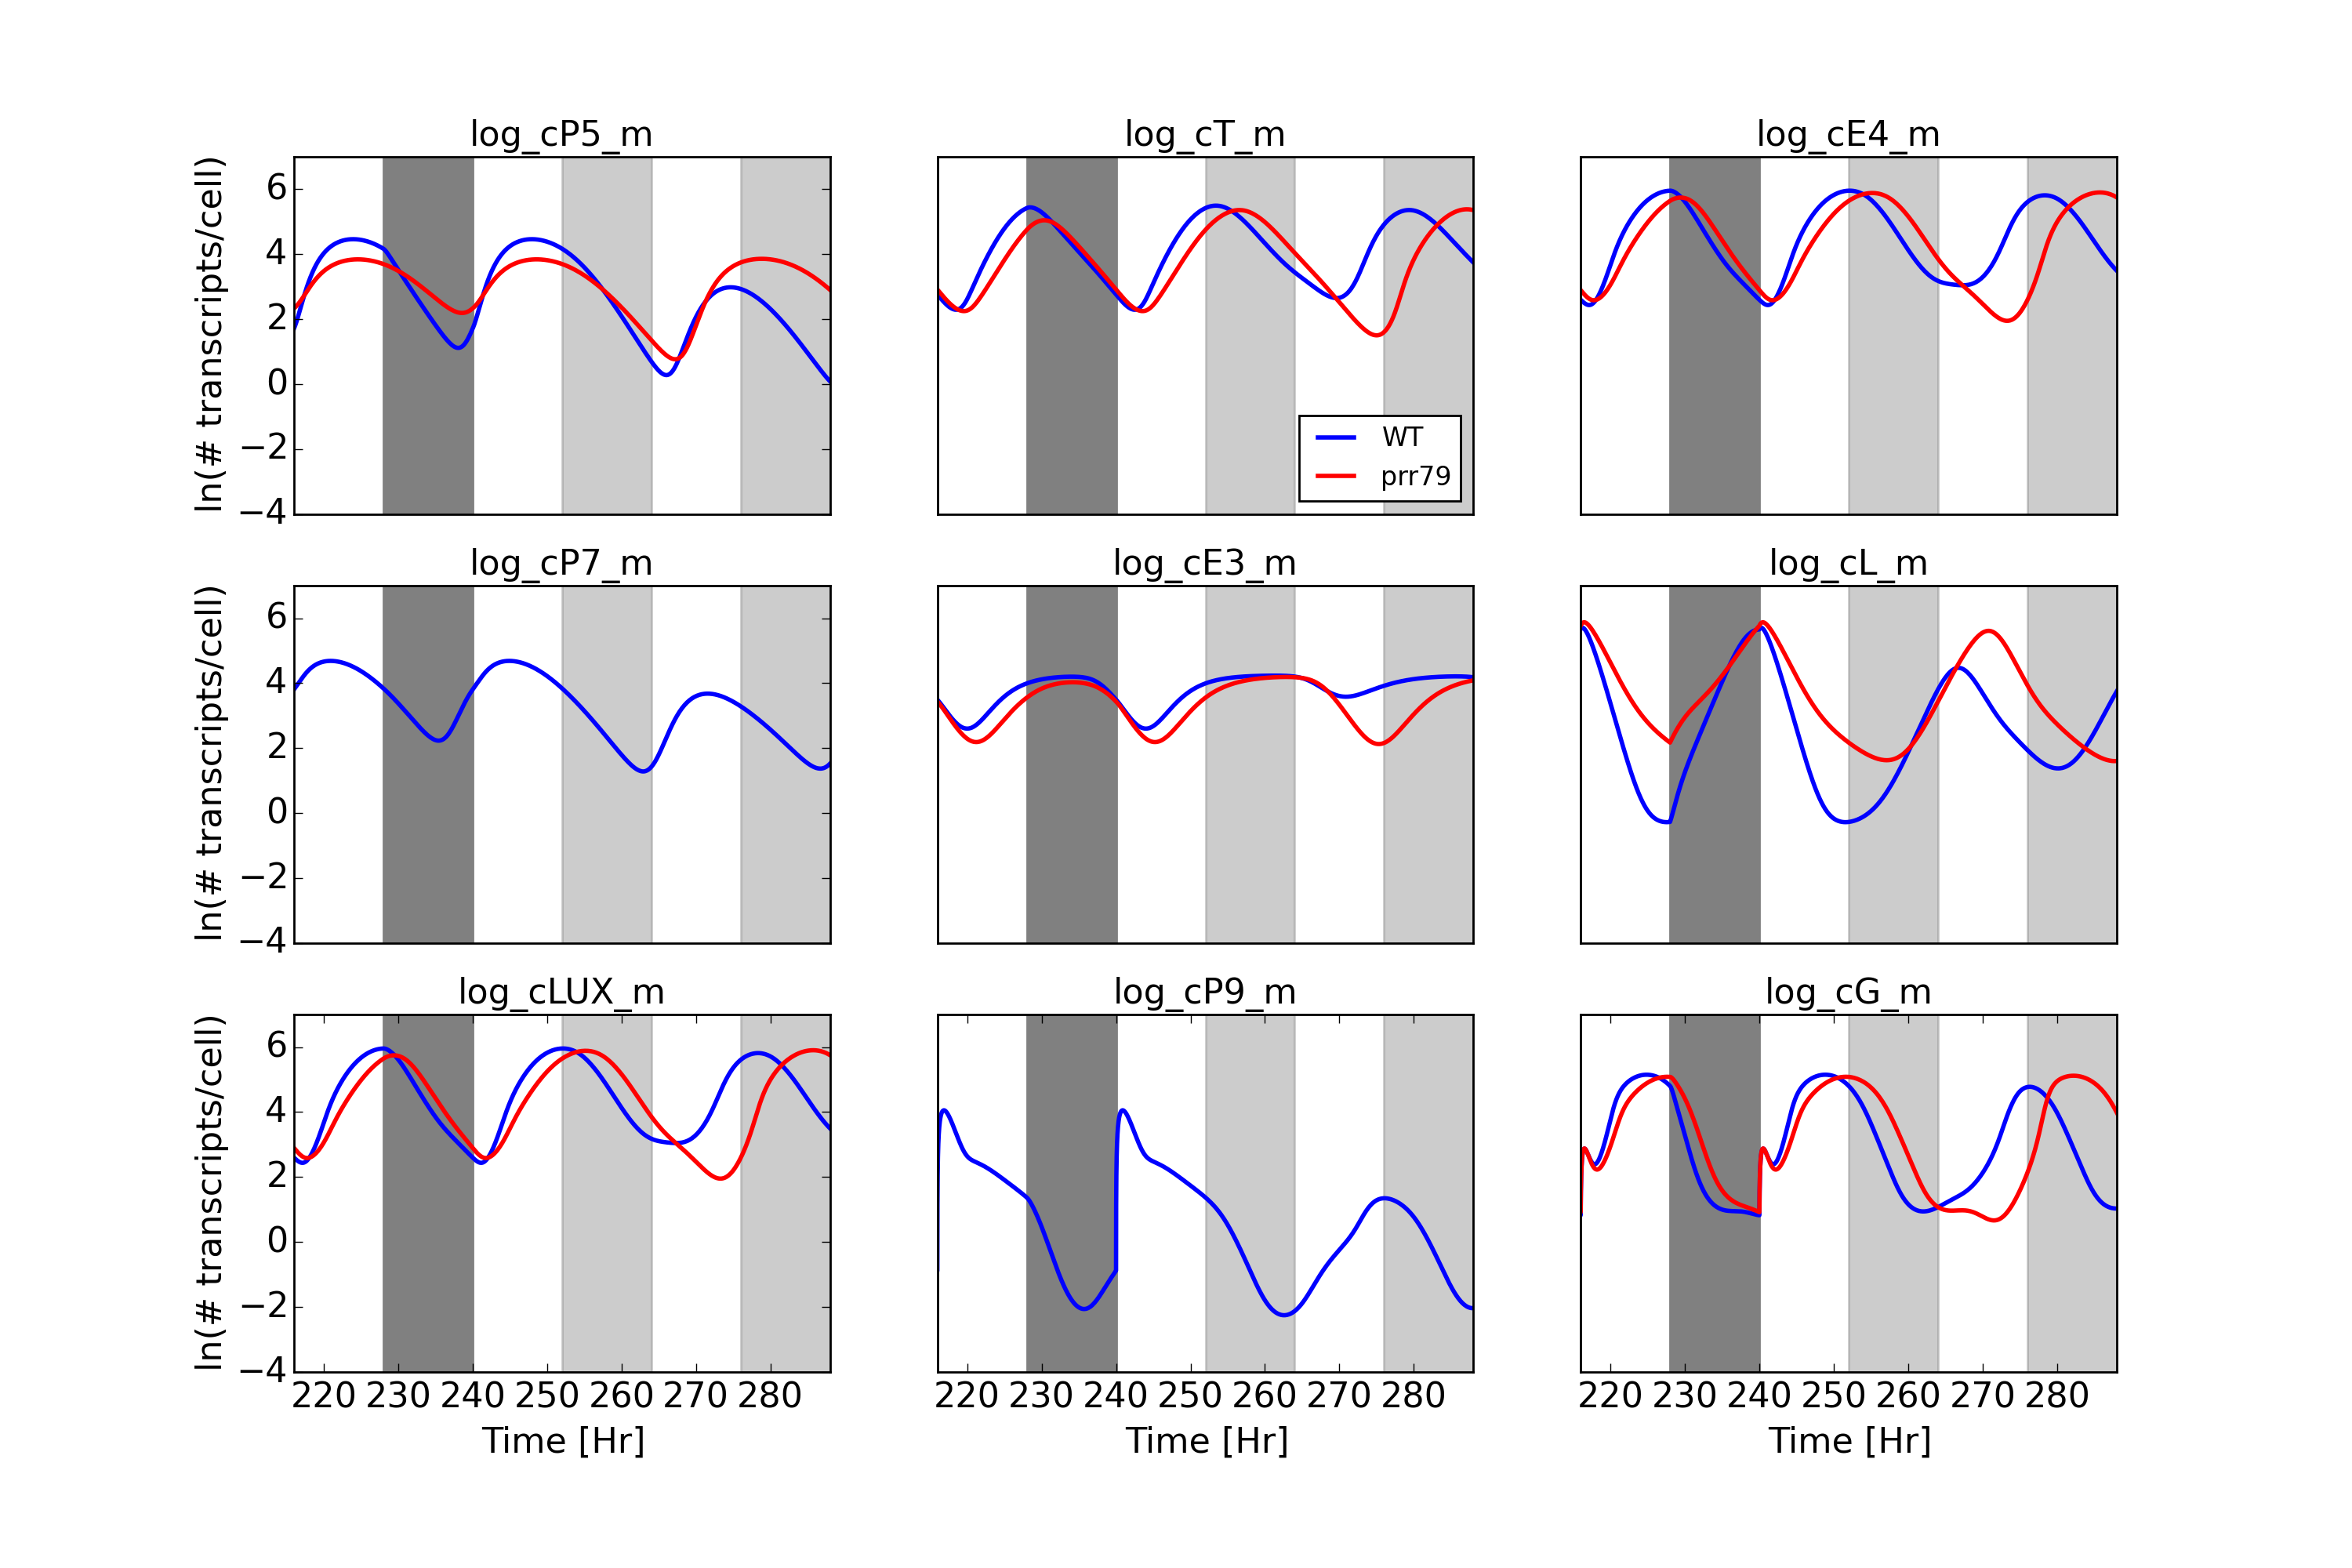 log_cP5_m
log_cT_m
log_cE4_m
ln(# transcripts/cell)
6
4
2
0
−2
−4
WT
prr79
log_cP7_m
log_cE3_m
log_cL_m
ln(# transcripts/cell)
6
4
2
0
−2
−4
log_cLUX_m
log_cP9_m
log_cG_m
ln(# transcripts/cell)
6
4
2
0
−2
−4
220 230 240 250 260 270 280
220 230 240 250 260 270 280
220 230 240 250 260 270 280
Time [Hr]
Time [Hr]
Time [Hr]